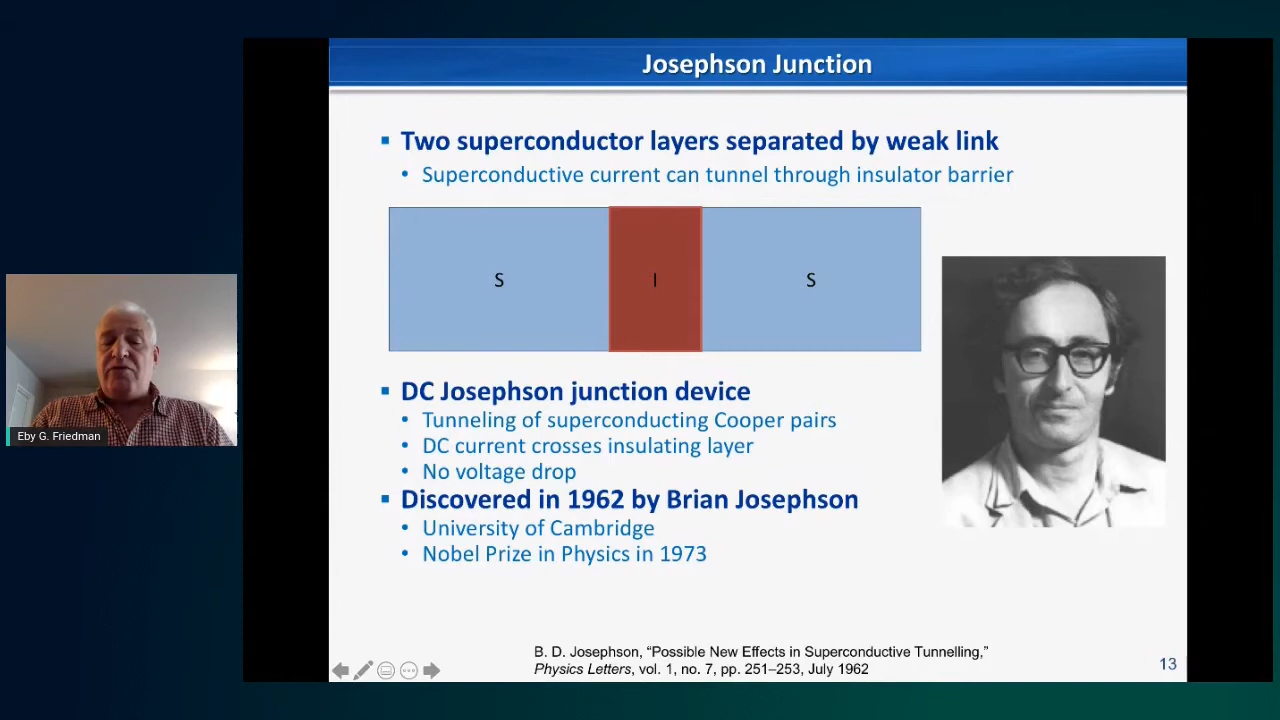 Josephson Junction
▪ Two superconductor layers separated by weak link
• Superconductive current can tunnel through insulator barrier
S I S
▪ DC Josephson junction device
• Tunneling of superconducting Cooper pairs
• DC current crosses insulating layer
• No voltage drop
▪ Discovered in 1962 by Brian Josephson
• University of Cambridge
• Nobel Prize in Physics in 1973
Eby G. Friedman
B. D. Josephson, “Possible New Effects in Superconductive Tunnelling,”
Physics Letters, vol. 1, no. 7, pp. 251–253, July 1962
13